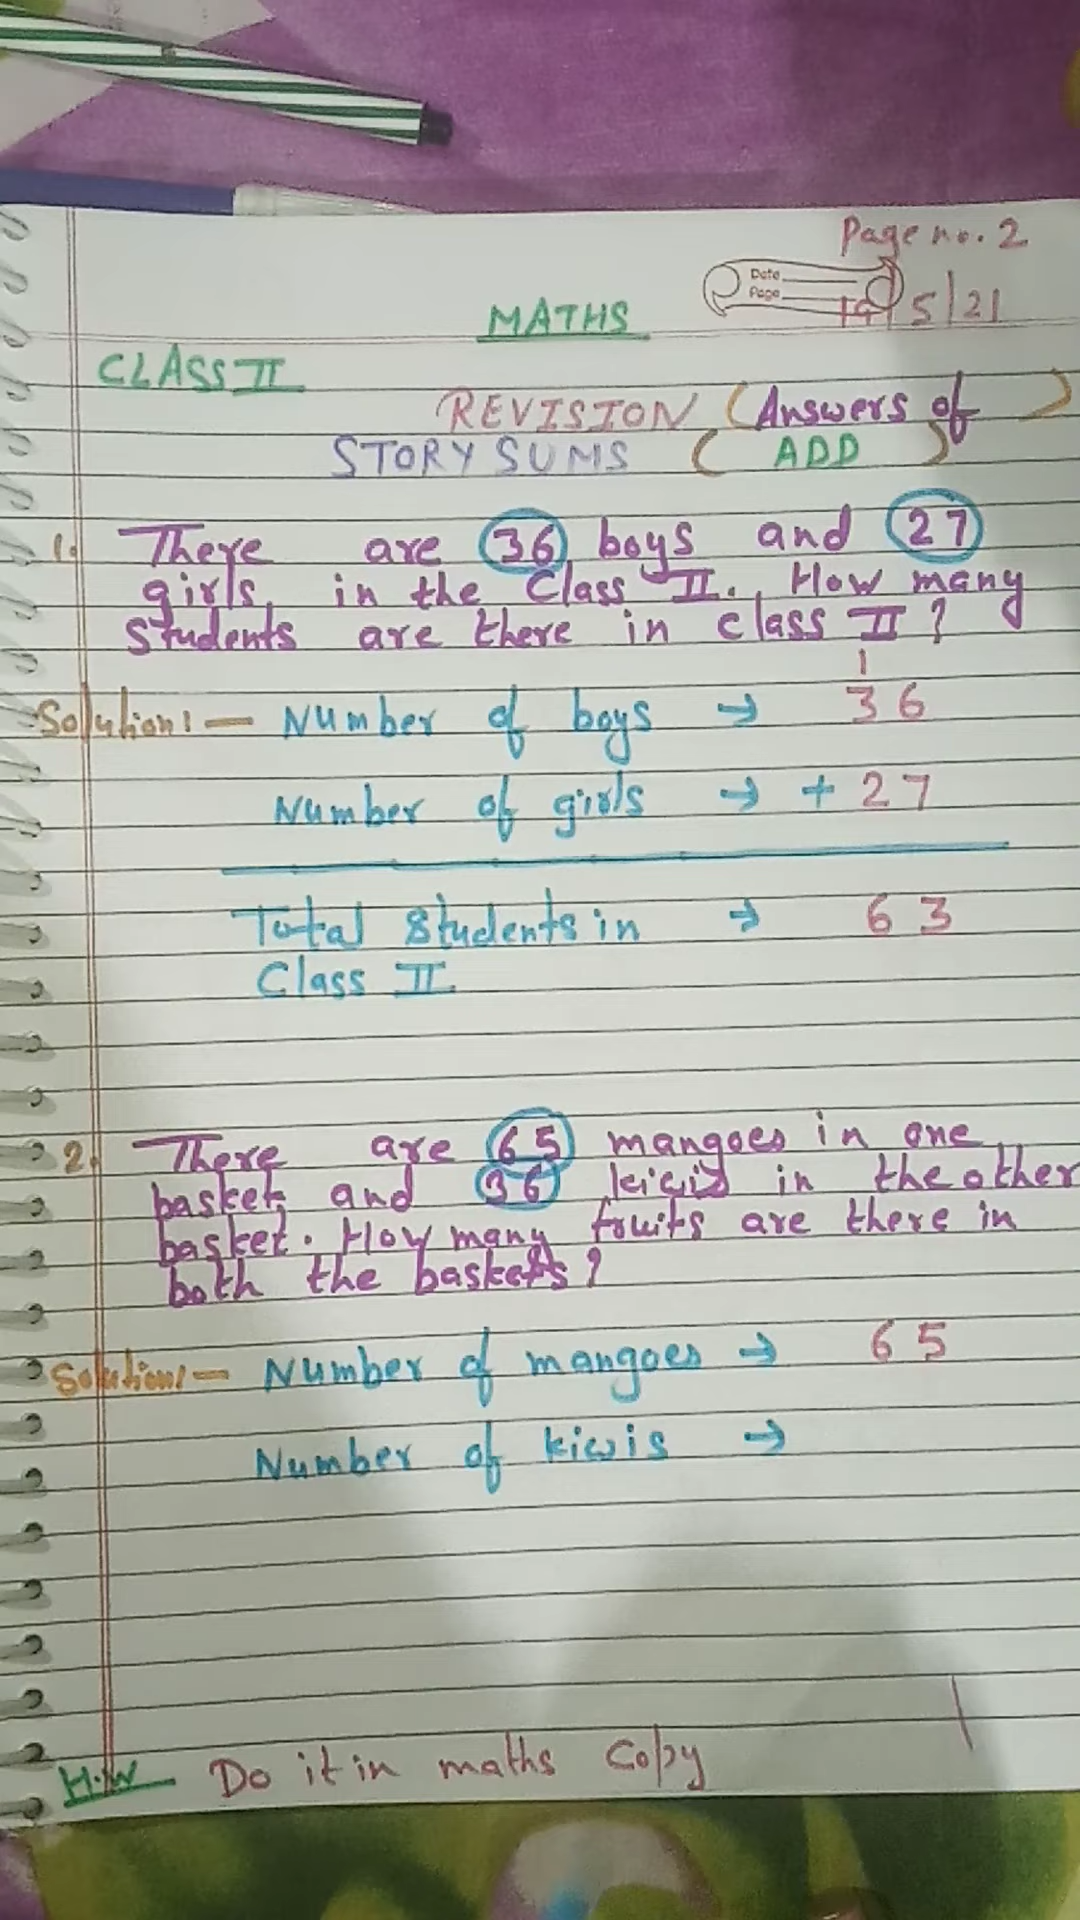 Page no. 2
Date
Page
19/5/21
MATHS
CLASS II
REVISION (Answers of )
STORY SUMS ( ADD )
1. There are 36 boys and 27
girls, in the Class II. How many
students are there in class II?
1
Solution:- Number of boys → 36
Number of girls → + 27
Total Students in → 63
Class II
2. There are 65 mangoes in one
basket and 36 kiwis in the other
basket. How many fruits are there in
both the baskets?
Solution:- Number of mangoes → 65
Number of kiwis →
H.W Do it in maths Copy